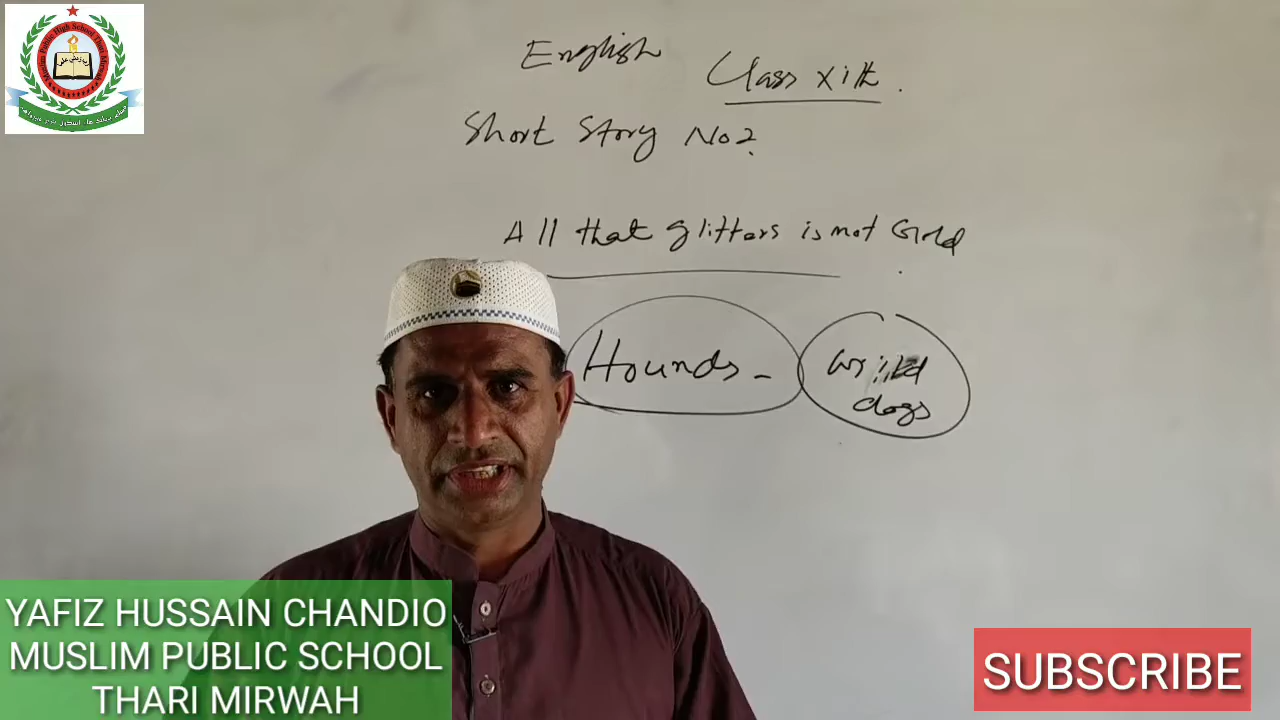 English
Class XIth.
Short Story No 2.
All that glitters is not Gold
Hounds - wild
dogs
YAFIZ HUSSAIN CHANDIO
MUSLIM PUBLIC SCHOOL
THARI MIRWAH
SUBSCRIBE